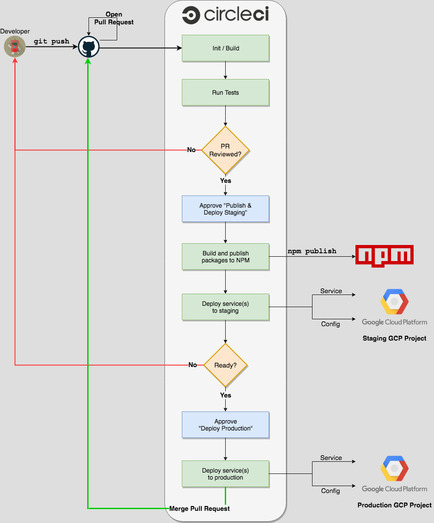 circleci
Open
Pull Request
Developer
git push
Init / Build
Run Tests
No
PR
Reviewed?
Yes
Approve "Publish &
Deploy Staging"
Build and publish
packages to NPM
npm publish
npm
Deploy service(s)
to staging
Service
Config
Google Cloud Platform
Staging GCP Project
No
Ready?
Yes
Approve
"Deploy Production"
Deploy service(s)
to production
Service
Config
Google Cloud Platform
Production GCP Project
Merge Pull Request